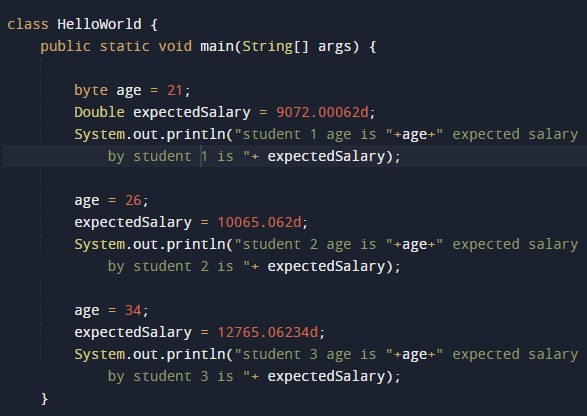 class HelloWorld {
public static void main(String[] args) {
byte age = 21;
Double expectedSalary = 9072.00062d;
System.out.println("student 1 age is "+age+" expected salary
by student 1 is "+ expectedSalary);
age = 26;
expectedSalary = 10065.062d;
System.out.println("student 2 age is "+age+" expected salary
by student 2 is "+ expectedSalary);
age = 34;
expectedSalary = 12765.06234d;
System.out.println("student 3 age is "+age+" expected salary
by student 3 is "+ expectedSalary);
}